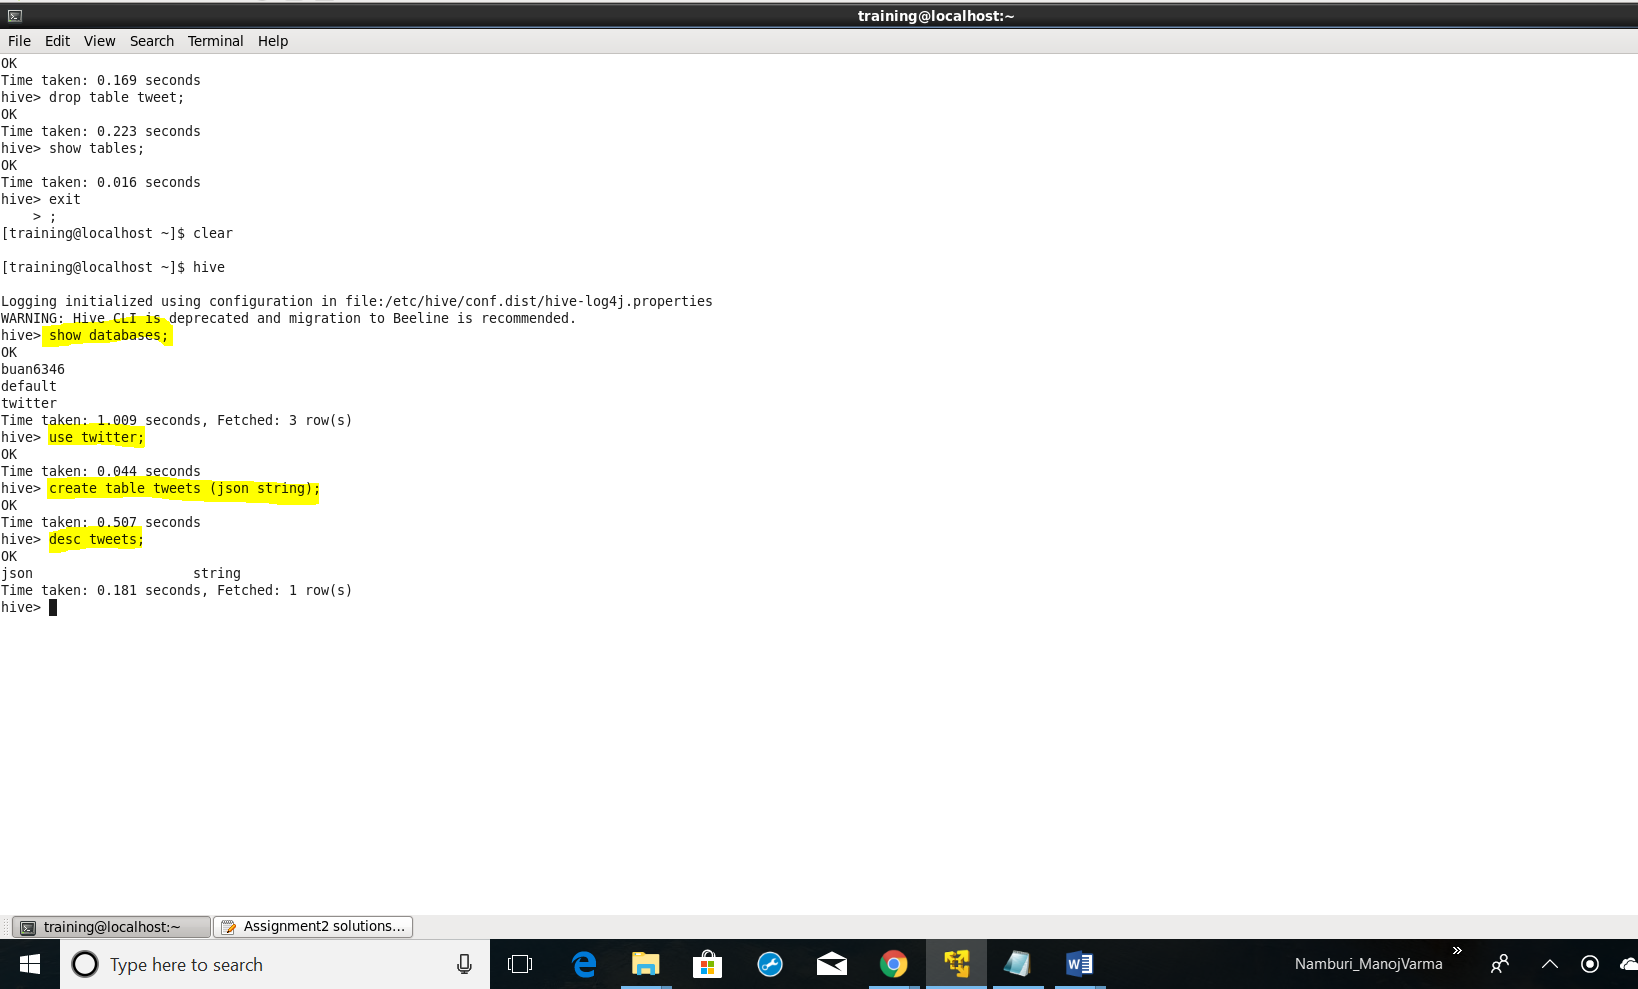 training@localhost:~
File Edit View Search Terminal Help
OK
Time taken: 0.169 seconds
hive> drop table tweet;
OK
Time taken: 0.223 seconds
hive> show tables;
OK
Time taken: 0.016 seconds
hive> exit
    > ;
[training@localhost ~]$ clear
[training@localhost ~]$ hive
Logging initialized using configuration in file:/etc/hive/conf.dist/hive-log4j.properties
WARNING: Hive CLI is deprecated and migration to Beeline is recommended.
hive> show databases;
OK
buan6346
default
twitter
Time taken: 1.009 seconds, Fetched: 3 row(s)
hive> use twitter;
OK
Time taken: 0.044 seconds
hive> create table tweets (json string);
OK
Time taken: 0.507 seconds
hive> desc tweets;
OK
json                    string
Time taken: 0.181 seconds, Fetched: 1 row(s)
hive>
training@localhost:~ Assignment2 solutions...
Type here to search Namburi_ManojVarma »